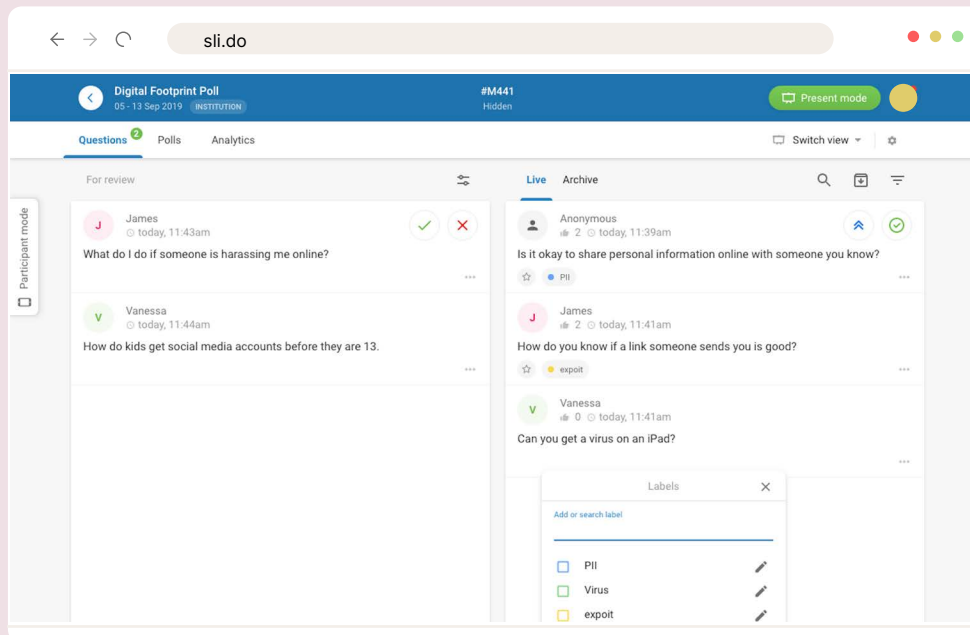 sli.do
Digital Footprint Poll
05 - 13 Sep 2019 INSTITUTION
#M441
Hidden
Present mode
Questions 2 Polls Analytics
Switch view
Participant mode
For review
J James
today, 11:43am
What do I do if someone is harassing me online?
V Vanessa
today, 11:44am
How do kids get social media accounts before they are 13.
Live Archive
Anonymous
2 today, 11:39am
Is it okay to share personal information online with someone you know?
PII
J James
2 today, 11:41am
How do you know if a link someone sends you is good?
expoit
V Vanessa
0 today, 11:41am
Can you get a virus on an iPad?
Labels
Add or search label
PII
Virus
expoit